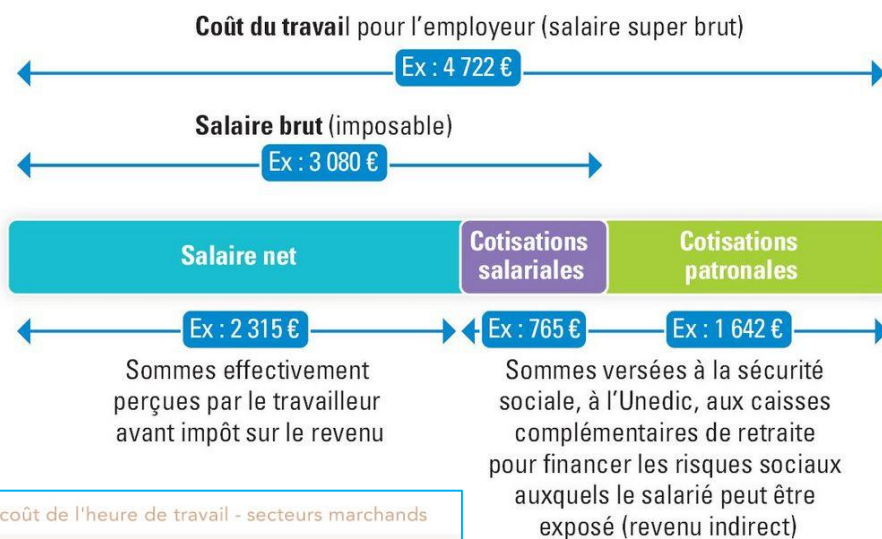 Coût du travail pour l'employeur (salaire super brut)
Ex : 4 722 €
Salaire brut (imposable)
Ex : 3 080 €
Salaire net
Cotisations
salariales
Cotisations
patronales
Ex : 2 315 €
Ex : 765 €
Ex : 1 642 €
Sommes effectivement
perçues par le travailleur
avant impôt sur le revenu
Sommes versées à la sécurité
sociale, à l'Unedic, aux caisses
complémentaires de retraite
pour financer les risques sociaux
auxquels le salarié peut être
exposé (revenu indirect)
coût de l'heure de travail - secteurs marchands